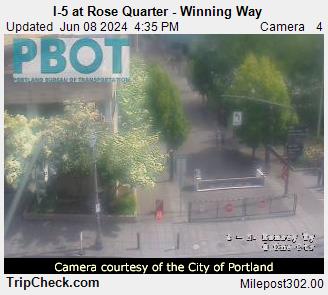 I-5 at Rose Quarter - Winning Way
Updated Jun 08 2024 4:35 PM Camera 4
PBOT
PORTLAND BUREAU OF TRANSPORTATION
Camera courtesy of the City of Portland
TripCheck.com Milepost302.00